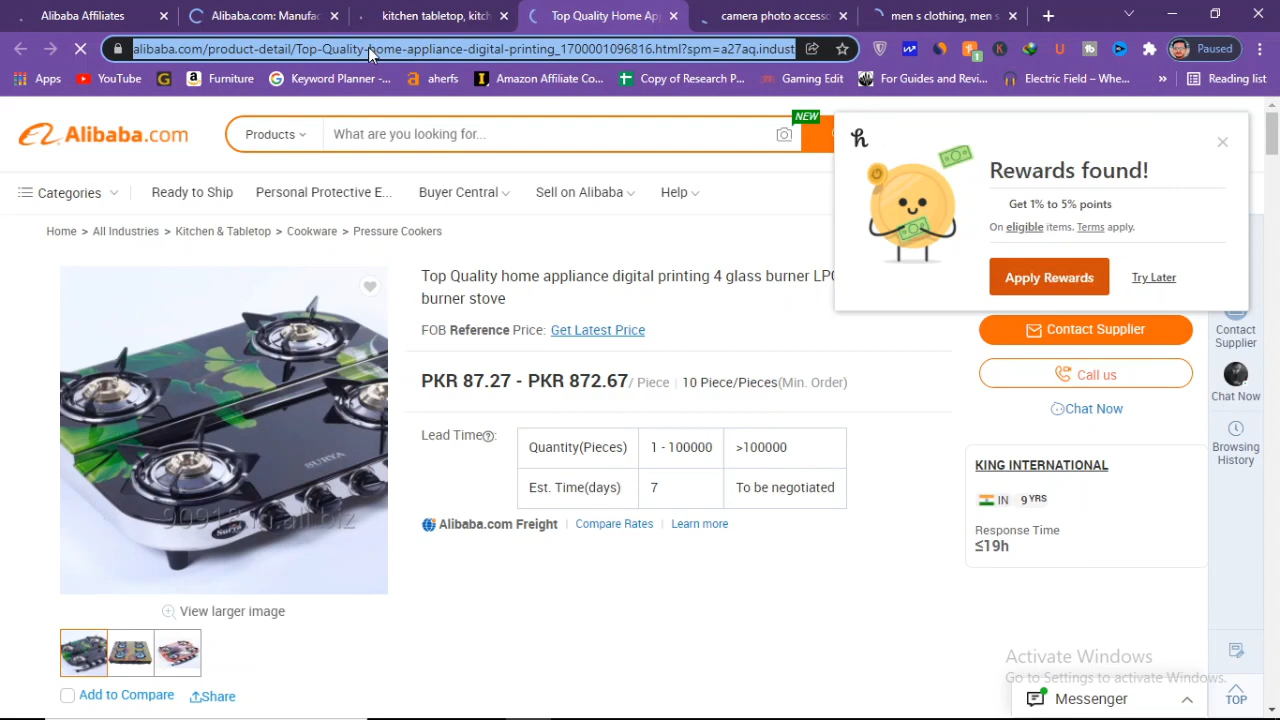 Alibaba Affiliates
Alibaba.com: Manufac
kitchen tabletop, kitch
Top Quality Home Ap
camera photo accesso
men s clothing, men s
alibaba.com/product-detail/Top-Quality-home-appliance-digital-printing_1700001096816.html?spm=a27aq.indust
Paused
Apps
YouTube
Furniture
Keyword Planner -...
aherfs
Amazon Affiliate Co...
Copy of Research P...
Gaming Edit
For Guides and Revi...
Electric Field – Whe...
Reading list
Alibaba.com
Products
What are you looking for...
NEW
Categories
Ready to Ship
Personal Protective E...
Buyer Central
Sell on Alibaba
Help
Rewards found!
Get 1% to 5% points
On eligible items. Terms apply.
Apply Rewards
Try Later
Home > All Industries > Kitchen & Tabletop > Cookware > Pressure Cookers
Top Quality home appliance digital printing 4 glass burner LPG
burner stove
FOB Reference Price: Get Latest Price
PKR 87.27 - PKR 872.67 / Piece | 10 Piece/Pieces(Min. Order)
Lead Time:
Quantity(Pieces) 1 - 100000 >100000
Est. Time(days) 7 To be negotiated
Alibaba.com Freight | Compare Rates | Learn more
SURYA
Surya
View larger image
Add to Compare
Share
Contact Supplier
Call us
Chat Now
KING INTERNATIONAL
IN 9 YRS
Response Time
≤19h
Contact
Supplier
Chat Now
Browsing
History
Activate Windows
Go to Settings to activate Windows.
Messenger
TOP